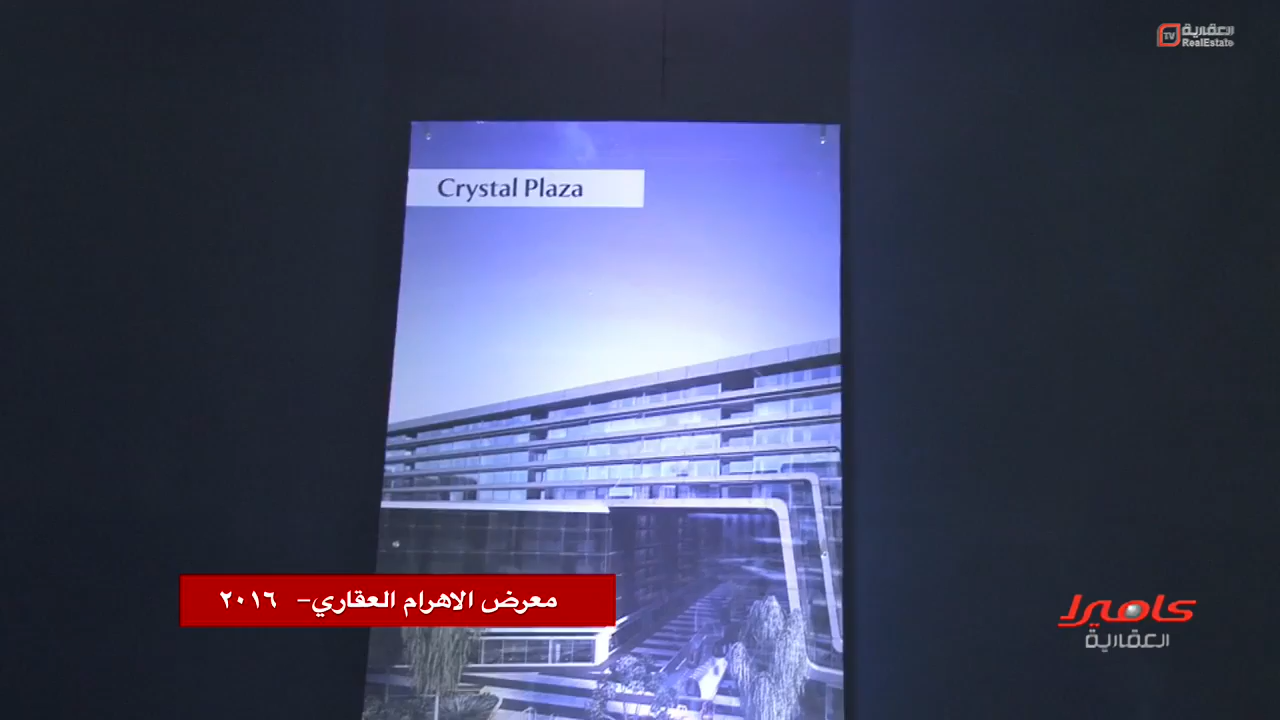 العقارية
TV
RealEstate
Crystal Plaza
معرض الاهرام العقاري- ٢٠١٦
كاميرا
العقارية